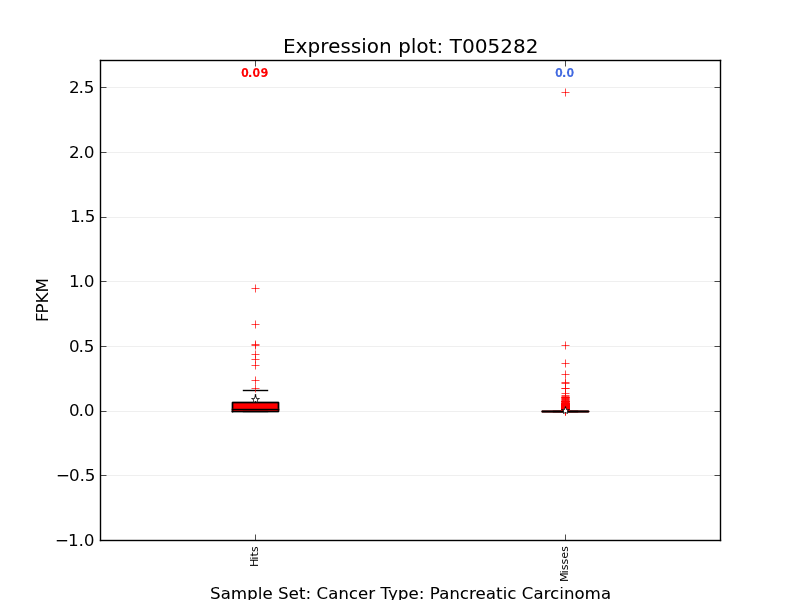 Expression plot: T005282
0.09
0.0
2.5
2.0
1.5
1.0
0.5
0.0
−0.5
−1.0
FPKM
Hits
Misses
Sample Set: Cancer Type: Pancreatic Carcinoma